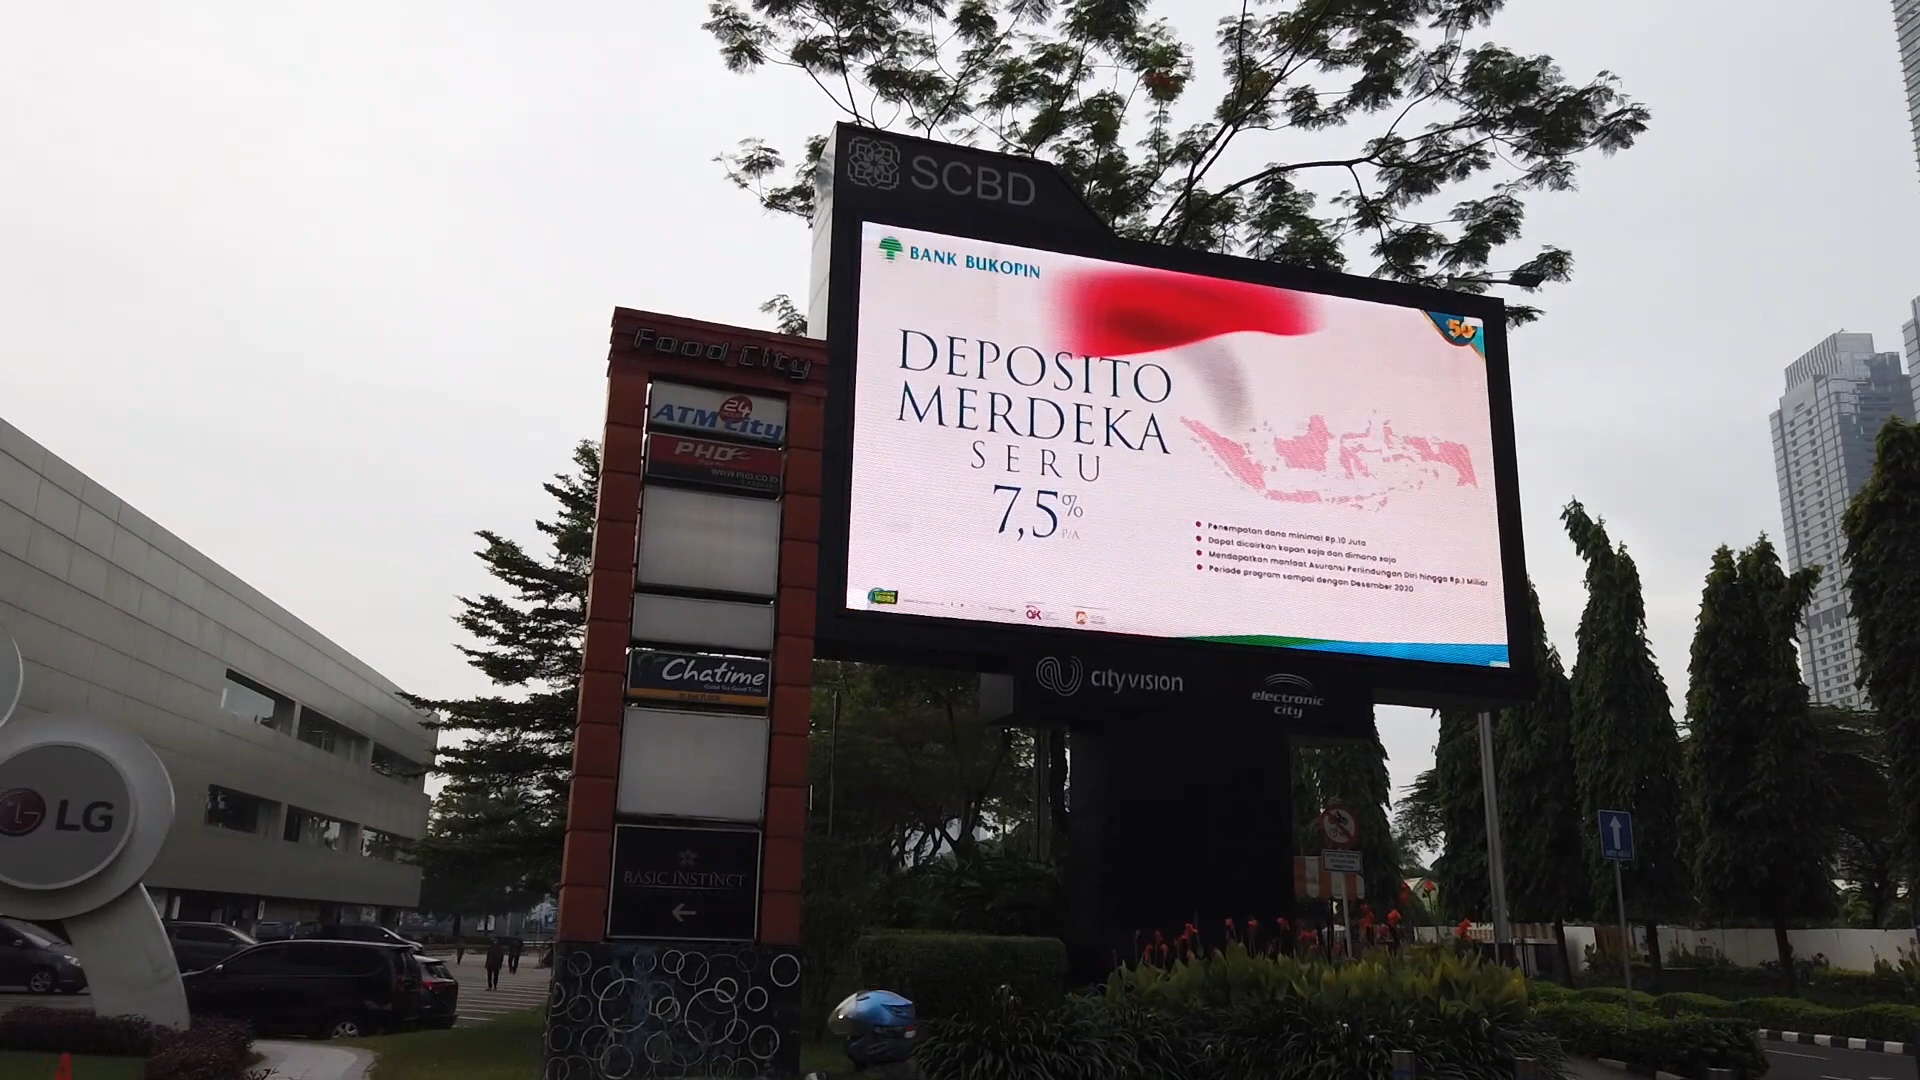 SCBD
BANK BUKOPIN
50
DEPOSITO
MERDEKA
SERU
7,5%
P/A
Penempatan dana minimal Rp.10 Juta
Dapat dicairkan kapan saja dan dimana saja
Mendapatkan manfaat Asuransi Perlindungan Diri hingga Rp.1 Miliar
Periode program sampai dengan Desember 2020
cityvision
electronic
city
Food City
24
ATM city
PHD
WWW.PHD.CO.ID
Chatime
BASIC INSTINCT
LG